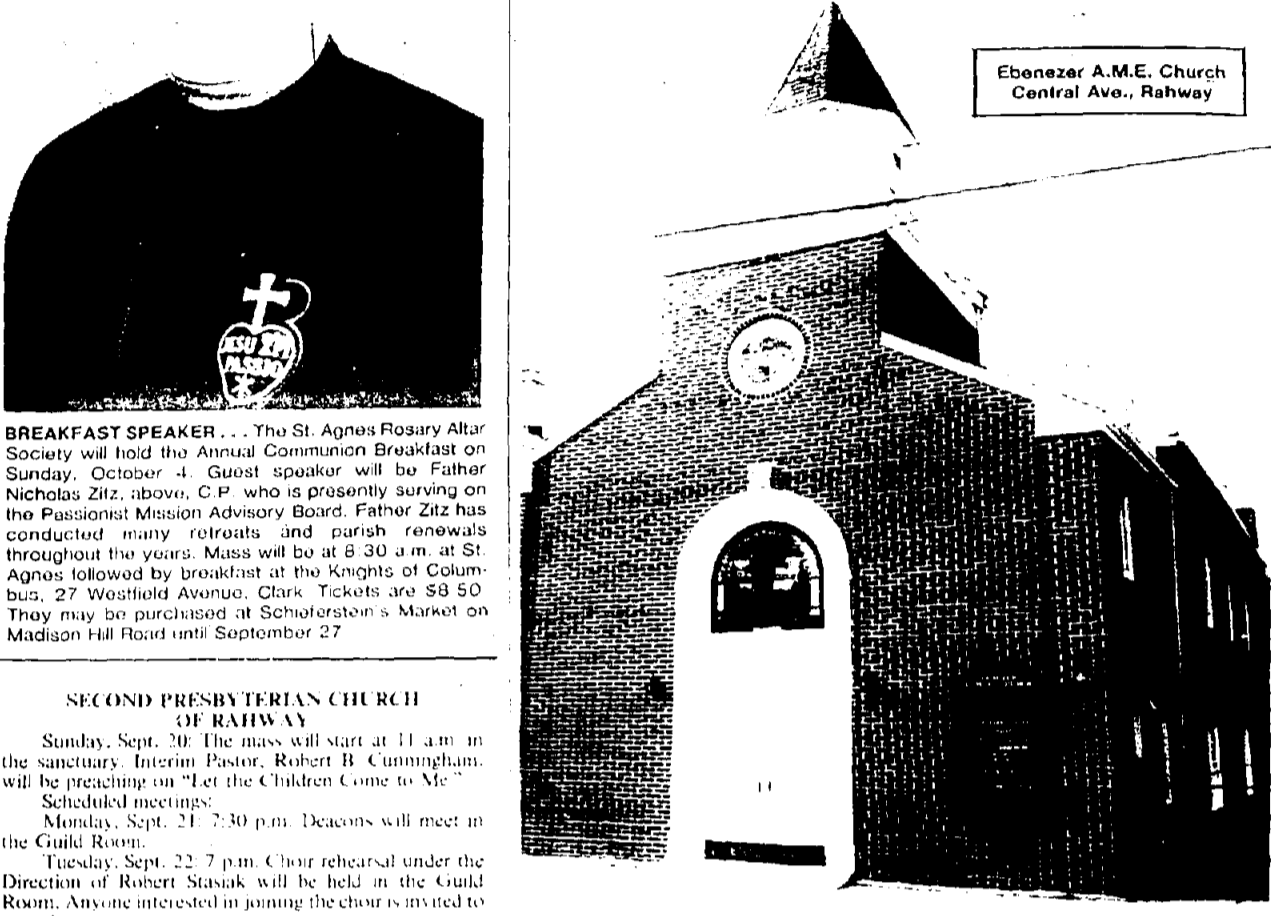 JESU XPI
PASSIO
BREAKFAST SPEAKER . . . The St. Agnes Rosary Altar
Society will hold the Annual Communion Breakfast on
Sunday, October 4. Guest speaker will be Father
Nicholas Zitz, above, C.P. who is presently serving on
the Passionist Mission Advisory Board. Father Zitz has
conducted many retreats and parish renewals
throughout the years. Mass will be at 8:30 a.m. at St.
Agnes followed by breakfast at the Knights of Colum-
bus, 27 Westfield Avenue, Clark. Tickets are $8.50
They may be purchased at Schieferstein's Market on
Madison Hill Road until September 27
SECOND PRESBYTERIAN CHURCH
OF RAHWAY
Sunday, Sept. 20: The mass will start at 11 a.m. in
the sanctuary. Interim Pastor, Robert B. Cunningham,
will be preaching on "Let the Children Come to Me"
Scheduled meetings:
Monday, Sept. 21: 7:30 p.m. Deacons will meet in
the Guild Room.
Tuesday, Sept. 22: 7 p.m. Choir rehearsal under the
Direction of Robert Stasiak will be held in the Guild
Room. Anyone interested in joining the choir is invited to
Ebenezer A.M.E. Church
Central Ave., Rahway